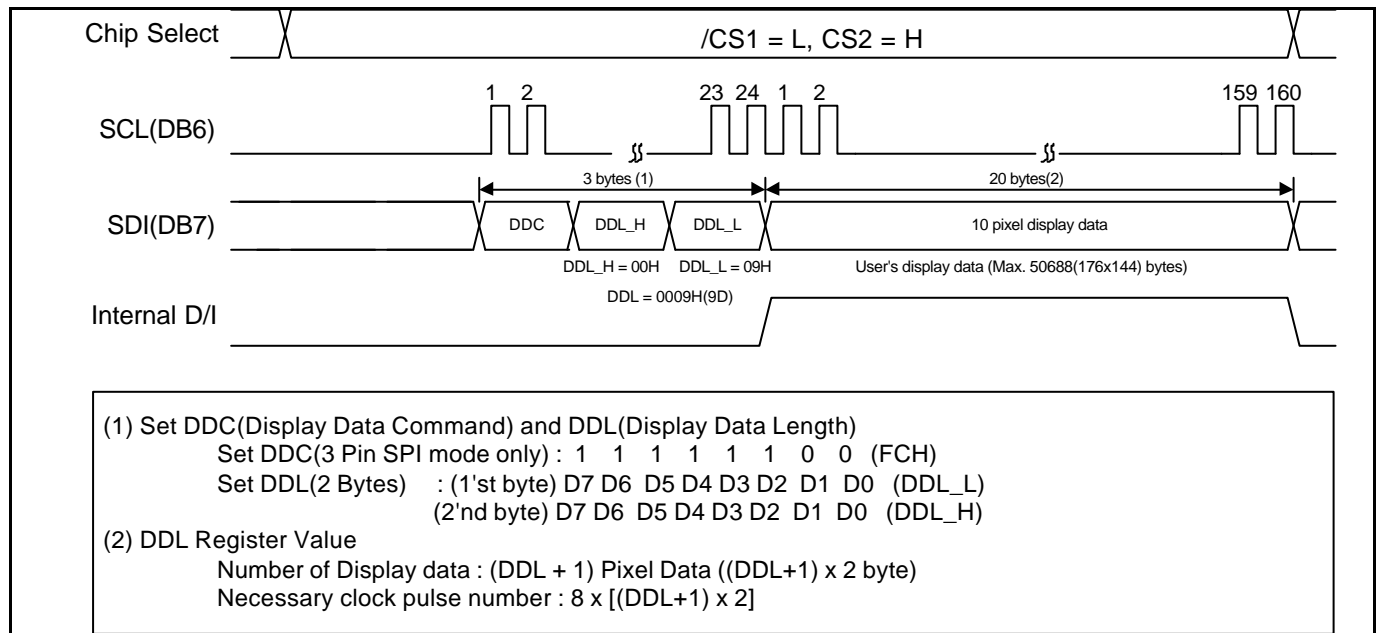 Chip Select
/CS1 = L, CS2 = H
1 2 23 24 1 2 159 160
SCL(DB6)
3 bytes (1) 20 bytes(2)
SDI(DB7) DDC DDL_H DDL_L 10 pixel display data
DDL_H = 00H DDL_L = 09H User's display data (Max. 50688(176x144) bytes)
DDL = 0009H(9D)
Internal D/I
(1) Set DDC(Display Data Command) and DDL(Display Data Length)
Set DDC(3 Pin SPI mode only) : 1 1 1 1 1 1 0 0 (FCH)
Set DDL(2 Bytes) : (1'st byte) D7 D6 D5 D4 D3 D2 D1 D0 (DDL_L)
(2'nd byte) D7 D6 D5 D4 D3 D2 D1 D0 (DDL_H)
(2) DDL Register Value
Number of Display data : (DDL + 1) Pixel Data ((DDL+1) x 2 byte)
Necessary clock pulse number : 8 x [(DDL+1) x 2]